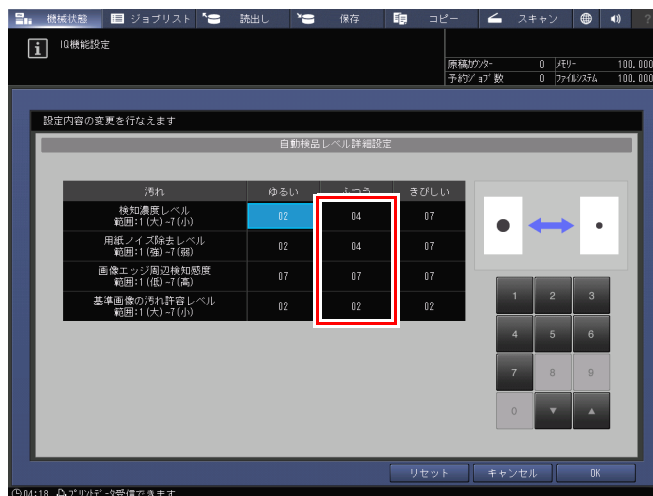 機械状態 ジョブリスト 読出し 保存 コピー スキャン ?
i IQ機能設定
原稿ｶｳﾝﾀｰ 0 ﾒﾓﾘｰ 100.000
予約ｼﾞｮﾌﾞ数 0 ﾌｧｲﾙｼｽﾃﾑ 100.000
設定内容の変更を行なえます
自動検品レベル詳細設定
汚れ ゆるい ふつう きびしい
検知濃度レベル 02 04 07
範囲:1(大)-7(小)
用紙ノイズ除去レベル 02 04 07
範囲:1(強)-7(弱)
画像エッジ周辺検知感度 07 07 07
範囲:1(低)-7(高)
基準画像の汚れ許容レベル 02 02 02
範囲:1(大)-7(小)
1 2 3
4 5 6
7 8 9
0 ▼ ▲
リセット キャンセル OK
04:18 ﾌﾟﾘﾝﾄﾃﾞｰﾀ受信できます